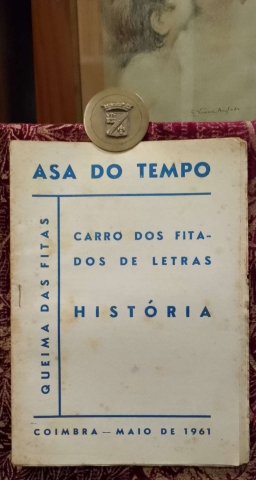 ASA DO TEMPO
QUEIMA DAS FITAS
CARRO DOS FITA-
DOS DE LETRAS
HISTÓRIA
COIMBRA — MAIO DE 1961